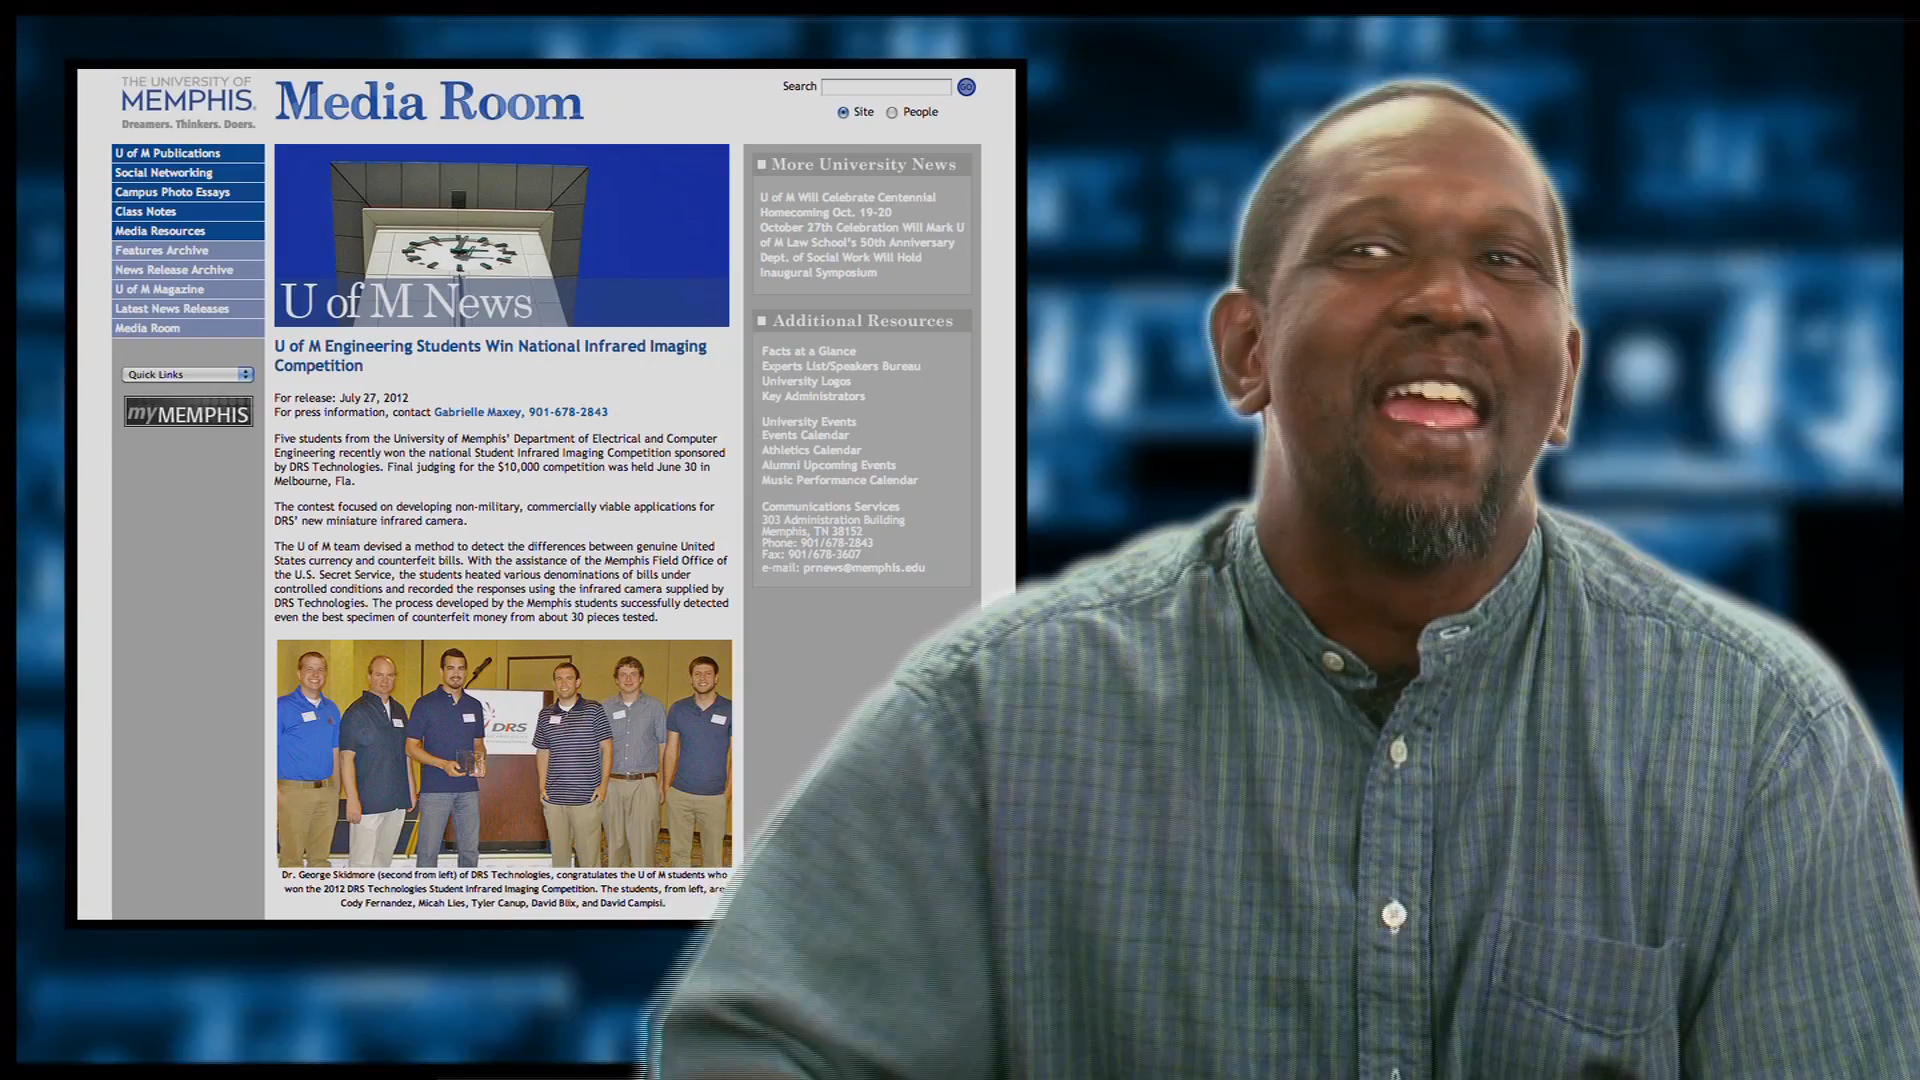 THE UNIVERSITY OF
MEMPHIS.
Dreamers. Thinkers. Doers.
Media Room
Search
GO
Site
People
U of M Publications
Social Networking
Campus Photo Essays
Class Notes
Media Resources
Features Archive
News Release Archive
U of M Magazine
Latest News Releases
Media Room
Quick Links
myMEMPHIS
U of M News
U of M Engineering Students Win National Infrared Imaging
Competition
For release: July 27, 2012
For press information, contact Gabrielle Maxey, 901-678-2843
Five students from the University of Memphis' Department of Electrical and Computer
Engineering recently won the national Student Infrared Imaging Competition sponsored
by DRS Technologies. Final judging for the $10,000 competition was held June 30 in
Melbourne, Fla.
The contest focused on developing non-military, commercially viable applications for
DRS' new miniature infrared camera.
The U of M team devised a method to detect the differences between genuine United
States currency and counterfeit bills. With the assistance of the Memphis Field Office of
the U.S. Secret Service, the students heated various denominations of bills under
controlled conditions and recorded the responses using the infrared camera supplied by
DRS Technologies. The process developed by the Memphis students successfully detected
even the best specimen of counterfeit money from about 30 pieces tested.
DRS
Dr. George Skidmore (second from left) of DRS Technologies, congratulates the U of M students who
won the 2012 DRS Technologies Student Infrared Imaging Competition. The students, from left, are
Cody Fernandez, Micah Lies, Tyler Canup, David Blix, and David Campisi.
More University News
U of M Will Celebrate Centennial
Homecoming Oct. 19-20
October 27th Celebration Will Mark U
of M Law School's 50th Anniversary
Dept. of Social Work Will Hold
Inaugural Symposium
Additional Resources
Facts at a Glance
Experts List/Speakers Bureau
University Logos
Key Administrators
University Events
Events Calendar
Athletics Calendar
Alumni Upcoming Events
Music Performance Calendar
Communications Services
303 Administration Building
Memphis, TN 38152
Phone: 901/678-2843
Fax: 901/678-3607
e-mail: prnews@memphis.edu